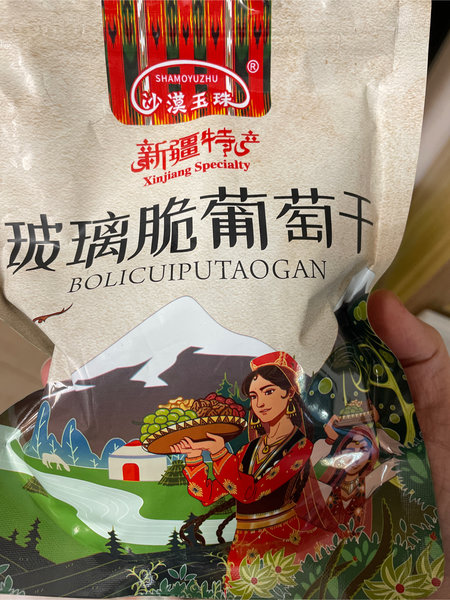 SHAMOYUZHU
®
沙漠玉珠
新疆特产
Xinjiang Specialty
玻璃脆葡萄干
BOLICUIPUTAOGAN